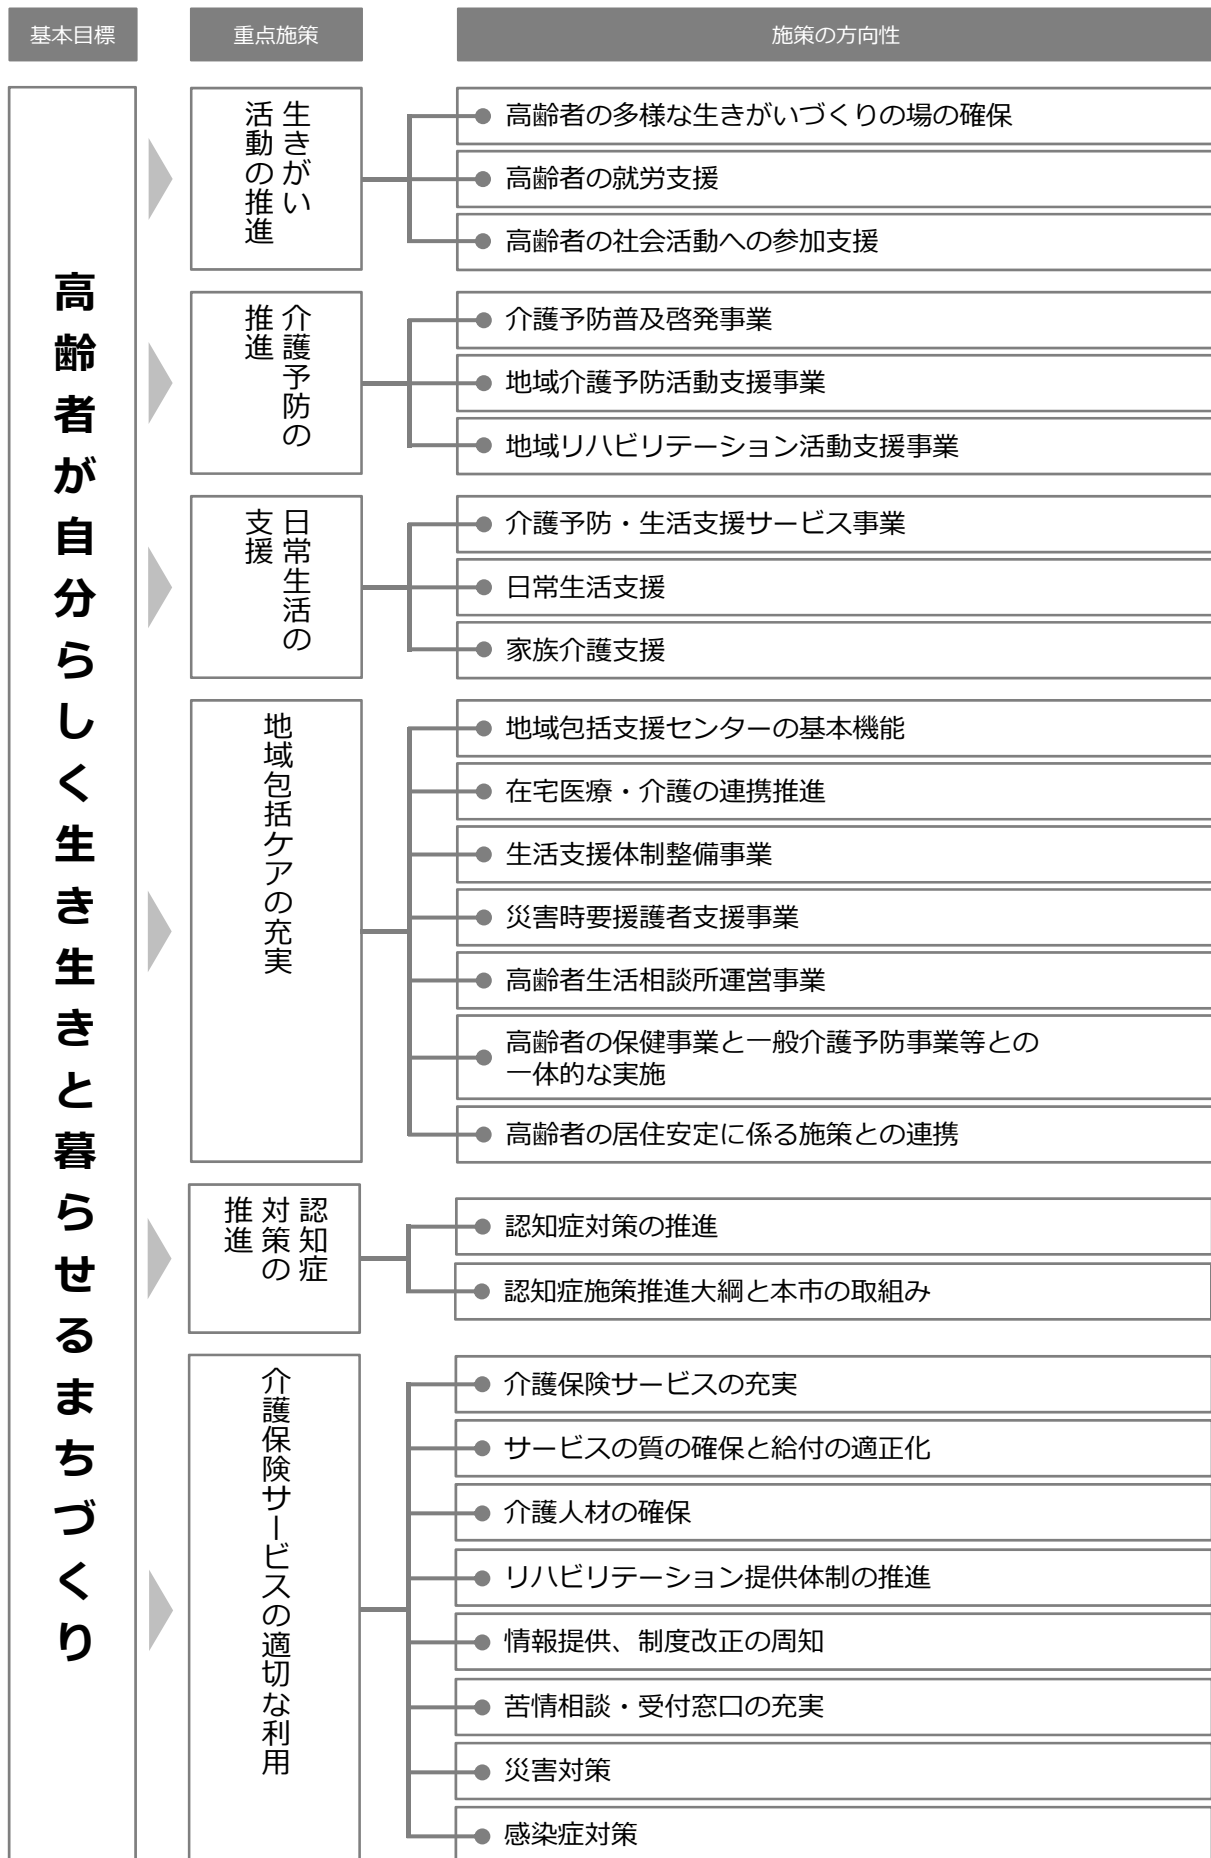 基本目標
重点施策
施策の方向性
高齢者が自分らしく生き生きと暮らせるまちづくり
生きがい
活動の推進
高齢者の多様な生きがいづくりの場の確保
高齢者の就労支援
高齢者の社会活動への参加支援
介護予防の
推進
介護予防普及啓発事業
地域介護予防活動支援事業
地域リハビリテーション活動支援事業
日常生活の
支援
介護予防・生活支援サービス事業
日常生活支援
家族介護支援
地域包括ケアの充実
地域包括支援センターの基本機能
在宅医療・介護の連携推進
生活支援体制整備事業
災害時要援護者支援事業
高齢者生活相談所運営事業
高齢者の保健事業と一般介護予防事業等との
一体的な実施
高齢者の居住安定に係る施策との連携
認知症
対策の
推進
認知症対策の推進
認知症施策推進大綱と本市の取組み
介護保険サービスの適切な利用
介護保険サービスの充実
サービスの質の確保と給付の適正化
介護人材の確保
リハビリテーション提供体制の推進
情報提供、制度改正の周知
苦情相談・受付窓口の充実
災害対策
感染症対策